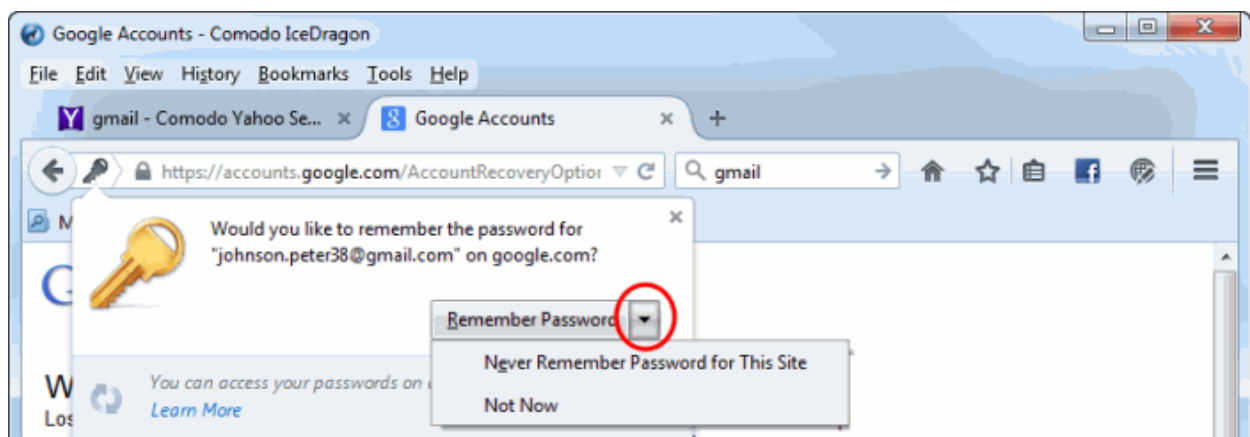 Google Accounts - Comodo IceDragon
File Edit View History Bookmarks Tools Help
gmail - Comodo Yahoo Se... Google Accounts
https://accounts.google.com/AccountRecoveryOption gmail
M
Would you like to remember the password for
"johnson.peter38@gmail.com" on google.com?
G
Remember Password
Never Remember Password for This Site
W
You can access your passwords on
Los
Learn More
Not Now